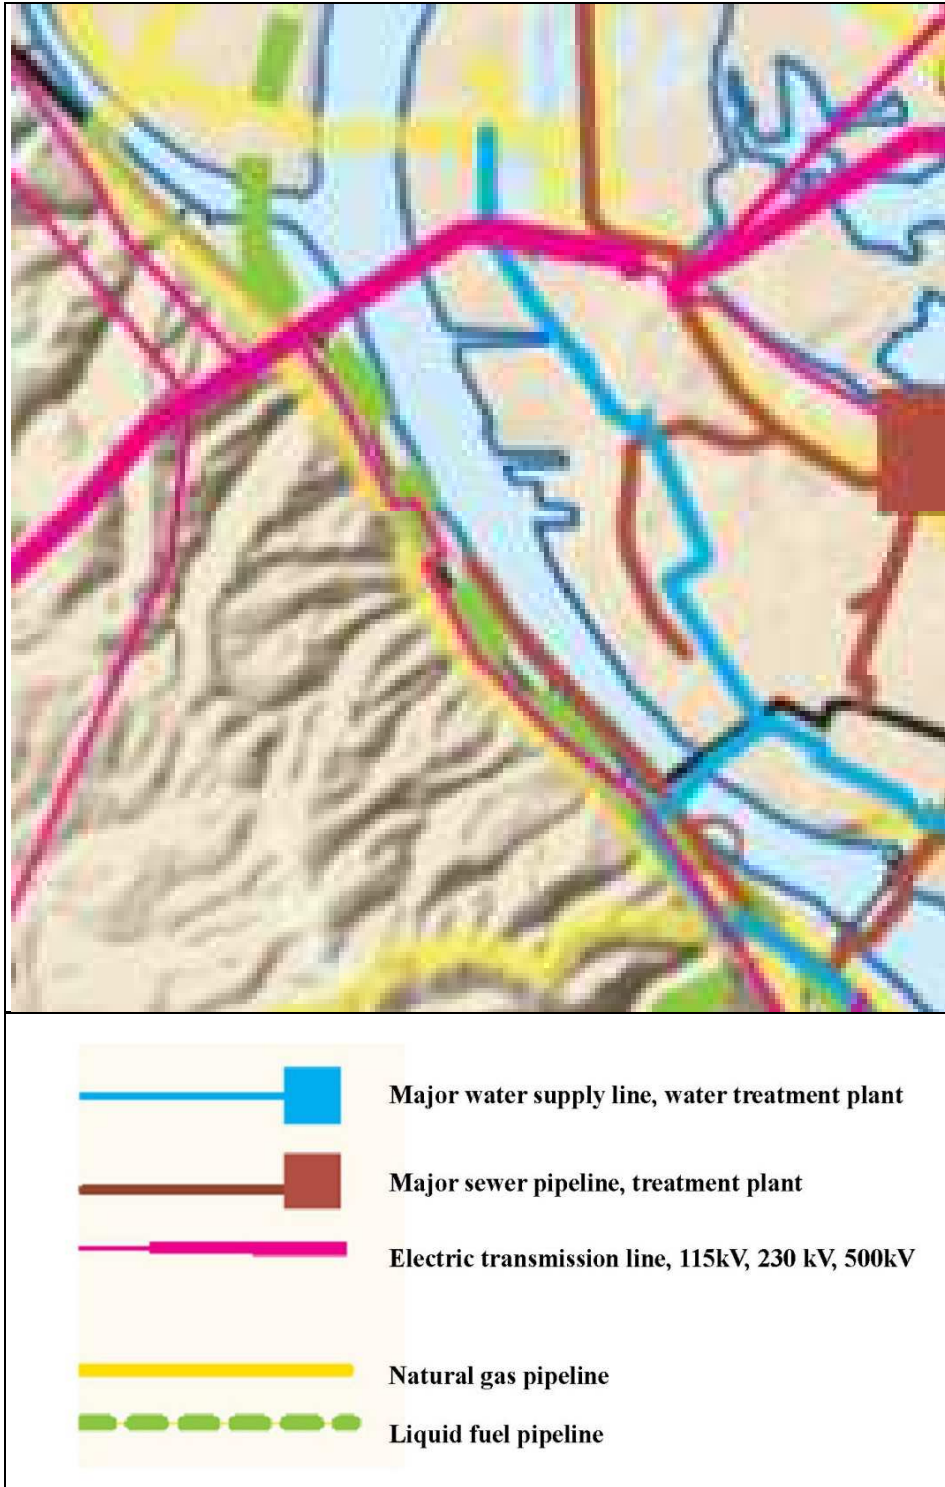 Major water supply line, water treatment plant
Major sewer pipeline, treatment plant
Electric transmission line, 115kV, 230 kV, 500kV
Natural gas pipeline
Liquid fuel pipeline